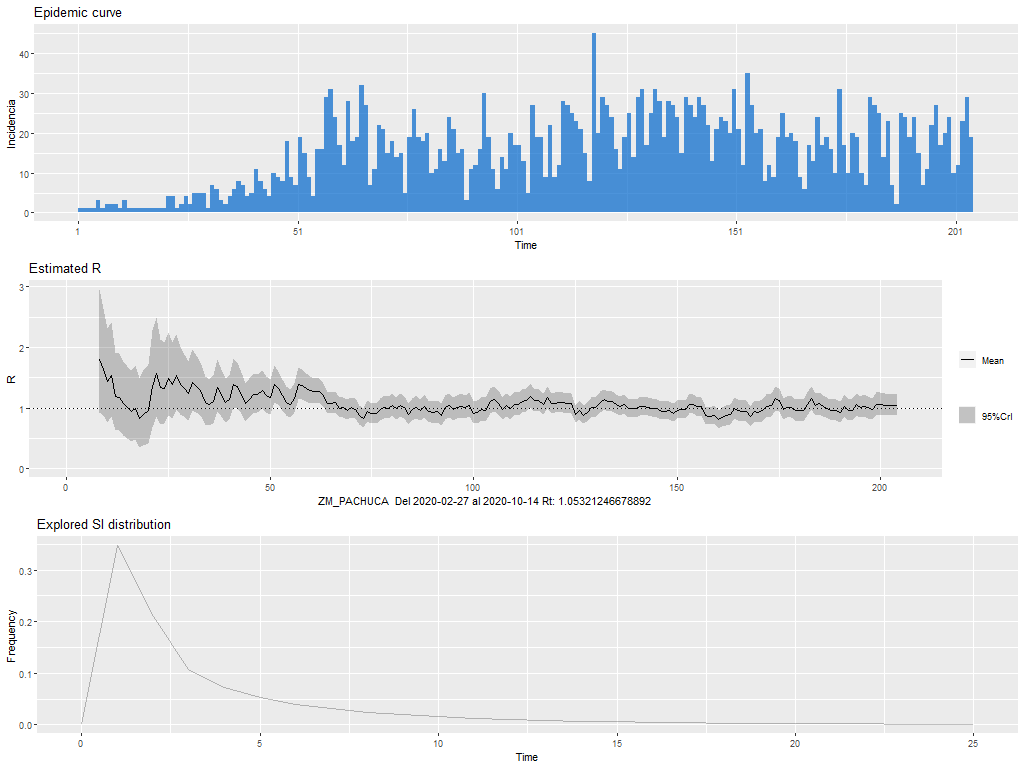 Epidemic curve
Incidencia
40
30
20
10
0
1 51 101 151 201
Time
Estimated R
R
3
2
1
0
Mean
95%CrI
0 50 100 150 200
ZM_PACHUCA Del 2020-02-27 al 2020-10-14 Rt: 1.05321246678892
Explored SI distribution
Frequency
0.3
0.2
0.1
0.0
0 5 10 15 20 25
Time